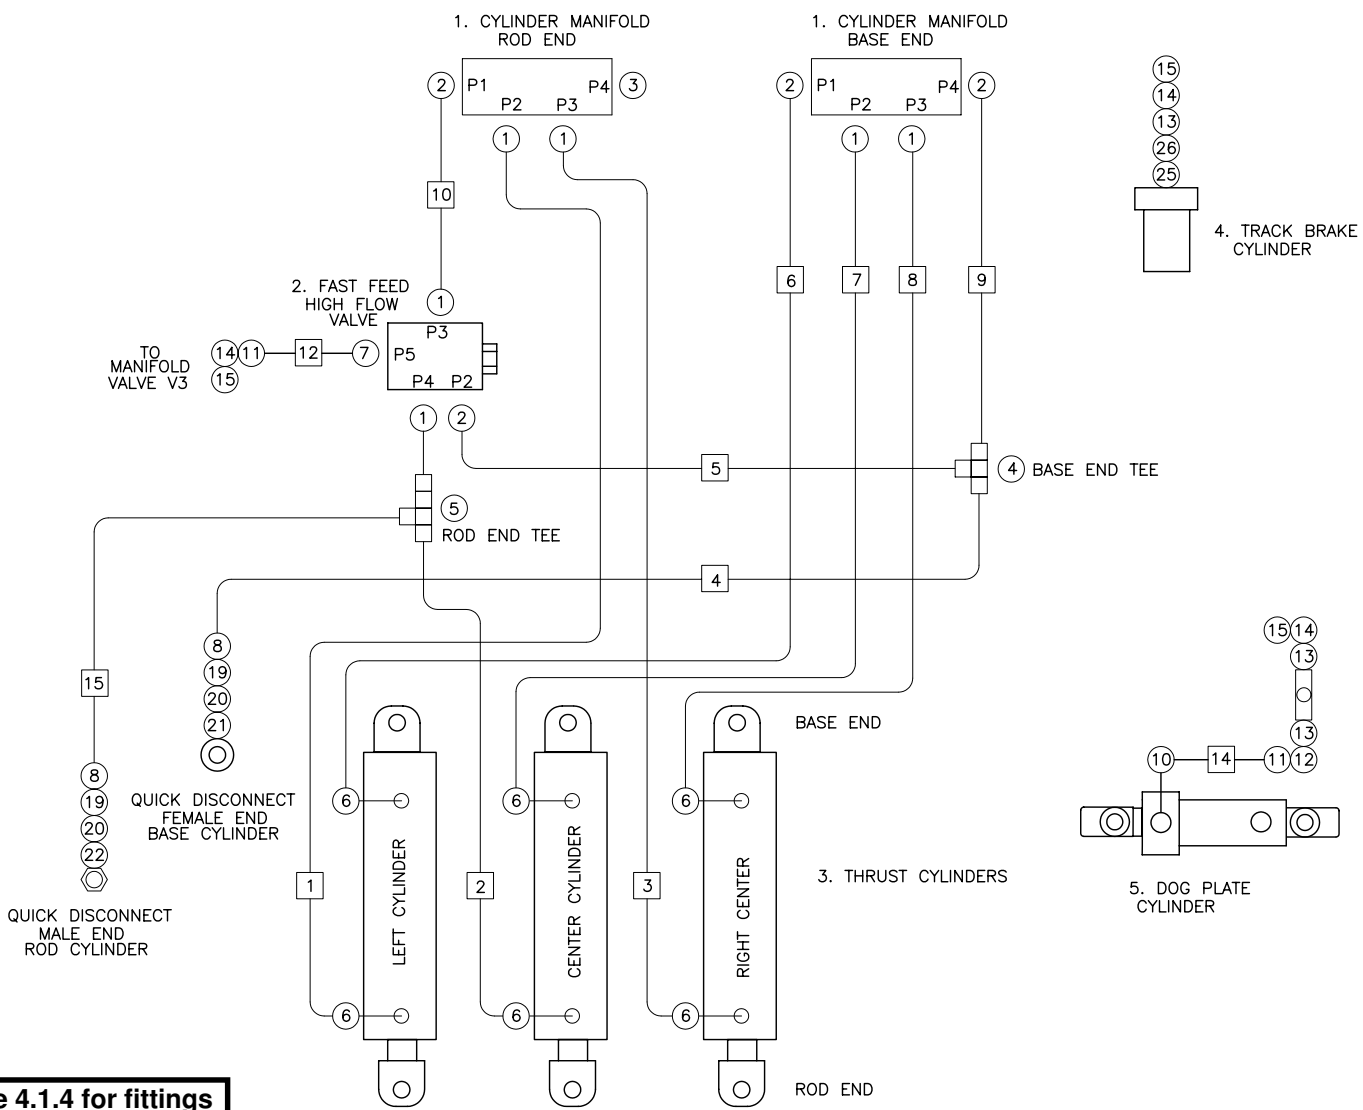 1. CYLINDER MANIFOLD
ROD END
1. CYLINDER MANIFOLD
BASE END
2 P1 P4 3
P2 P3
1 1
2 P1 P4 2
P2 P3
1 1
15
14
13
26
25
4. TRACK BRAKE
CYLINDER
10
6 7 8 9
2. FAST FEED
HIGH FLOW
VALVE
1
P3
P5
P4 P2
TO
MANIFOLD
VALVE V3
14 11 12 7
15
1 2
5
4 BASE END TEE
5
ROD END TEE
4
8
19
20
21
QUICK DISCONNECT
FEMALE END
BASE CYLINDER
15
8
19
20
22
QUICK DISCONNECT
MALE END
ROD CYLINDER
BASE END
6 6 6
LEFT CYLINDER
CENTER CYLINDER
RIGHT CENTER
1 2 3
3. THRUST CYLINDERS
6 6 6
ROD END
15 14
13
13
10 14 11 12
5. DOG PLATE
CYLINDER
e 4.1.4 for fittings